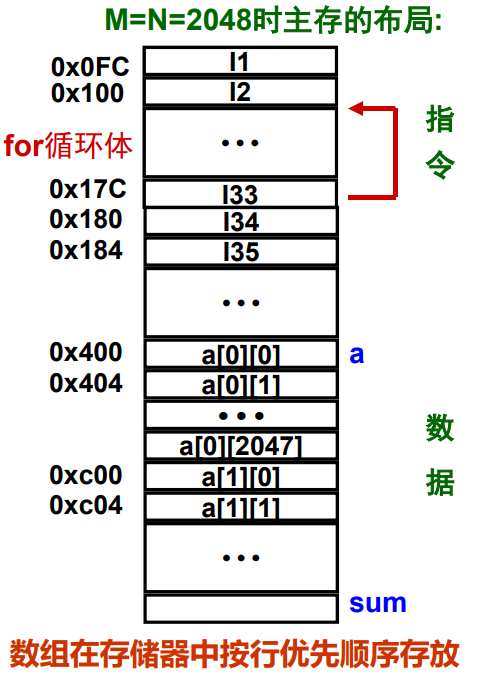 M=N=2048时主存的布局:
0x0FC I1
0x100 I2
for循环体 •••
指令
0x17C I33
0x180 I34
0x184 I35
•••
0x400 a[0][0] a
0x404 a[0][1]
•••
a[0][2047]
数据
0xc00 a[1][0]
0xc04 a[1][1]
•••
sum
数组在存储器中按行优先顺序存放